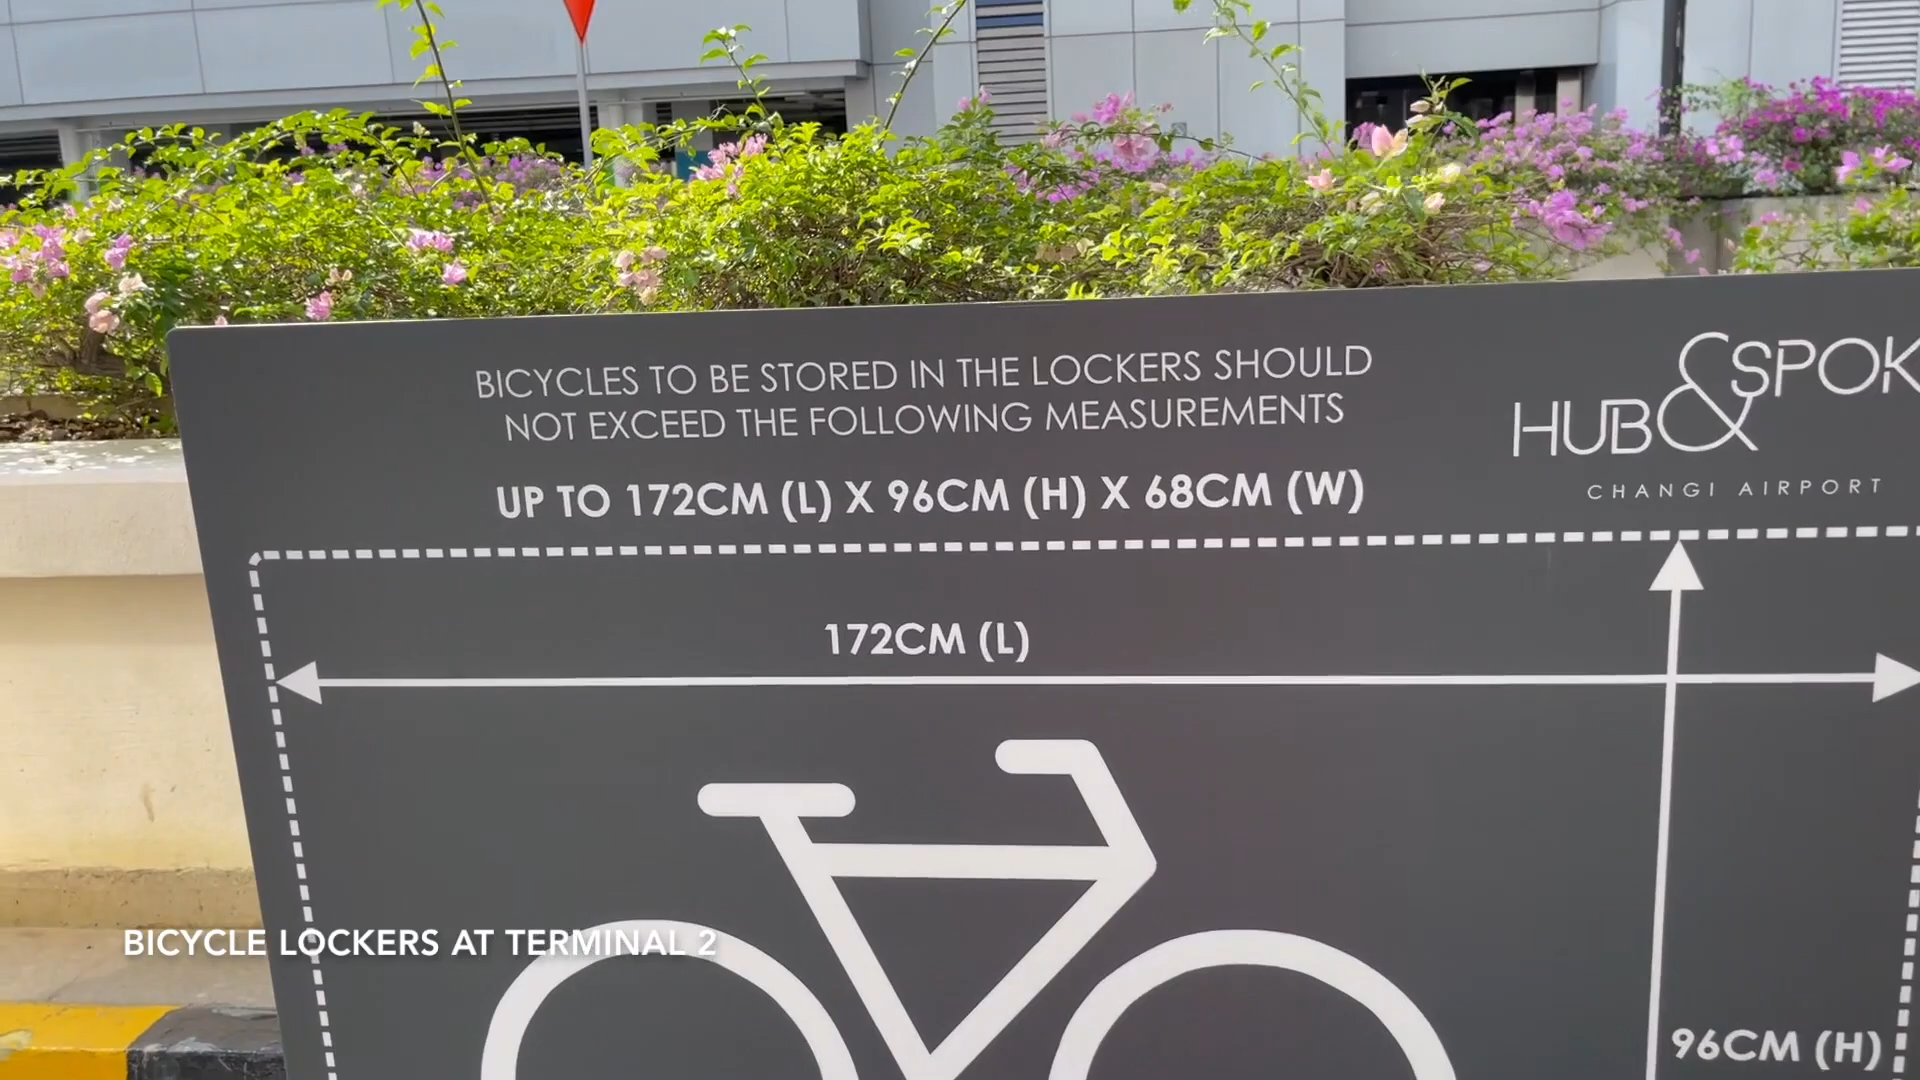 BICYCLES TO BE STORED IN THE LOCKERS SHOULD
NOT EXCEED THE FOLLOWING MEASUREMENTS
UP TO 172CM (L) X 96CM (H) X 68CM (W)
HUB & SPOK
CHANGI AIRPORT
172CM (L)
96CM (H)
BICYCLE LOCKERS AT TERMINAL 2